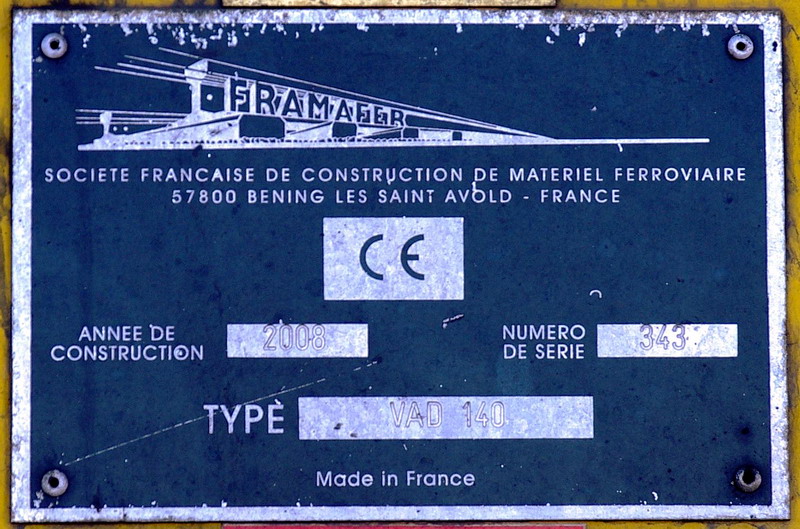 FRAMAFER
SOCIETE FRANCAISE DE CONSTRUCTION DE MATERIEL FERROVIAIRE
57800 BENING LES SAINT AVOLD - FRANCE
CE
ANNEE DE CONSTRUCTION 2008
NUMERO DE SERIE 343
TYPE VAD 140
Made in France